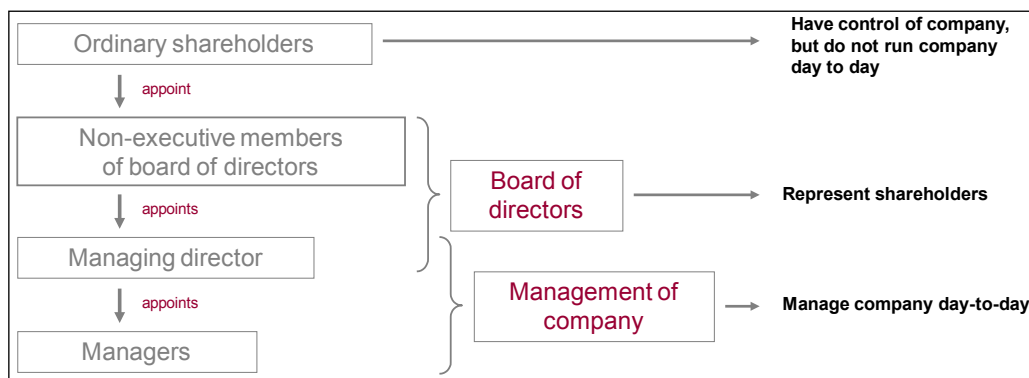 Ordinary shareholders
Have control of company,
but do not run company
day to day
appoint
Non-executive members
of board of directors
Board of
directors
Represent shareholders
appoints
Managing director
appoints
Management of
company
Manage company day-to-day
Managers